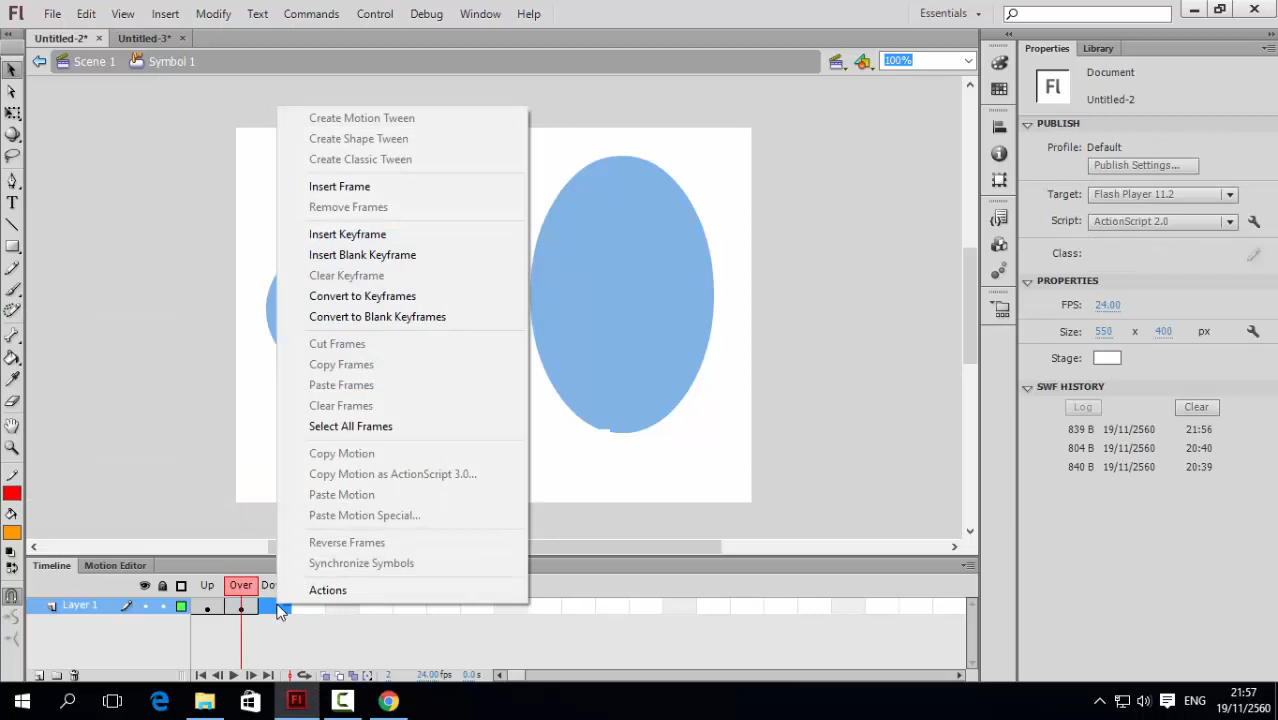 Fl File Edit View Insert Modify Text Commands Control Debug Window Help Essentials
Untitled-2* × Untitled-3* ×
Scene 1 Symbol 1 100%
Properties Library
Document
Fl
Untitled-2
PUBLISH
Profile: Default
Publish Settings...
Target: Flash Player 11.2
Script: ActionScript 2.0
Class:
PROPERTIES
FPS: 24.00
Size: 550 x 400 px
Stage:
SWF HISTORY
Log Clear
839 B 19/11/2560 21:56
804 B 19/11/2560 20:40
840 B 19/11/2560 20:39
Create Motion Tween
Create Shape Tween
Create Classic Tween
Insert Frame
Remove Frames
Insert Keyframe
Insert Blank Keyframe
Clear Keyframe
Convert to Keyframes
Convert to Blank Keyframes
Cut Frames
Copy Frames
Paste Frames
Clear Frames
Select All Frames
Copy Motion
Copy Motion as ActionScript 3.0...
Paste Motion
Paste Motion Special...
Reverse Frames
Synchronize Symbols
Actions
Timeline Motion Editor
Up Over Do
Layer 1
2 24.00fps 0.0s
Fl C ENG 21:57
19/11/2560